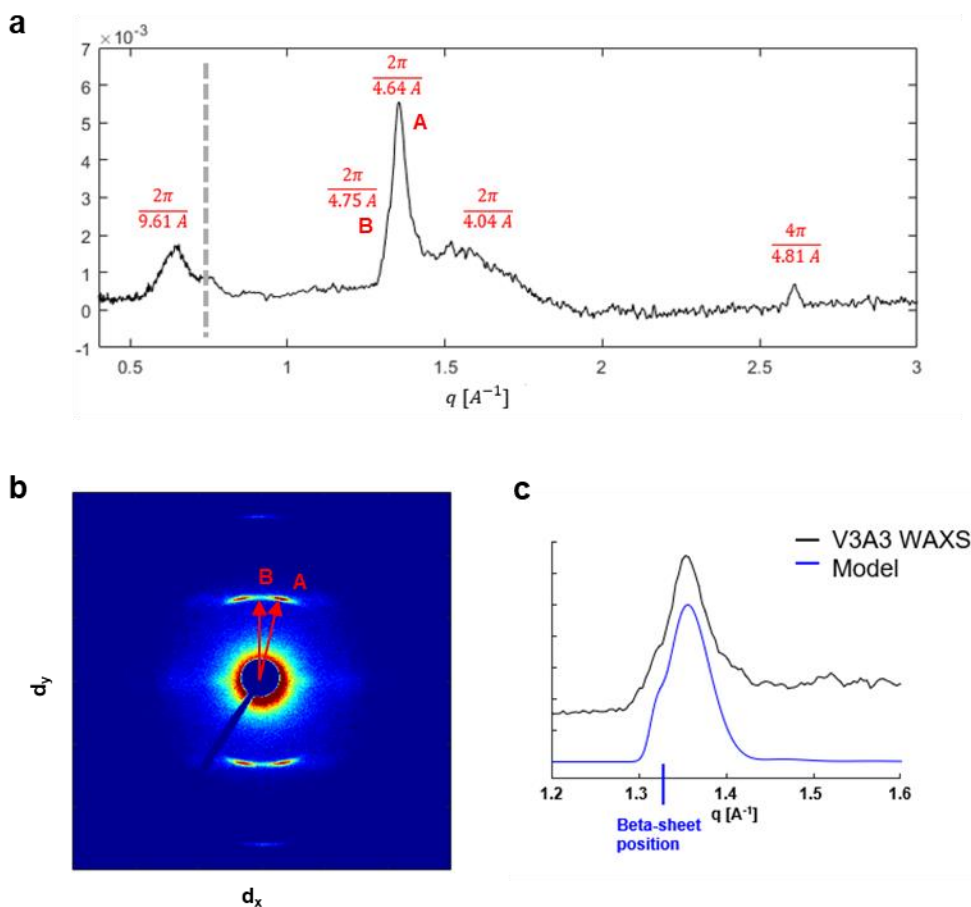 a
×10⁻³
7
6
5
4
3
2
1
0
-1
2π
4.64 A
A
2π
4.75 A
B
2π
4.04 A
2π
9.61 A
4π
4.81 A
0.5 1 1.5 2 2.5 3
q [A⁻¹]
b
B A
d_y
d_x
c
V3A3 WAXS
Model
1.2 1.3 1.4 1.5 1.6
q [A⁻¹]
Beta-sheet
position